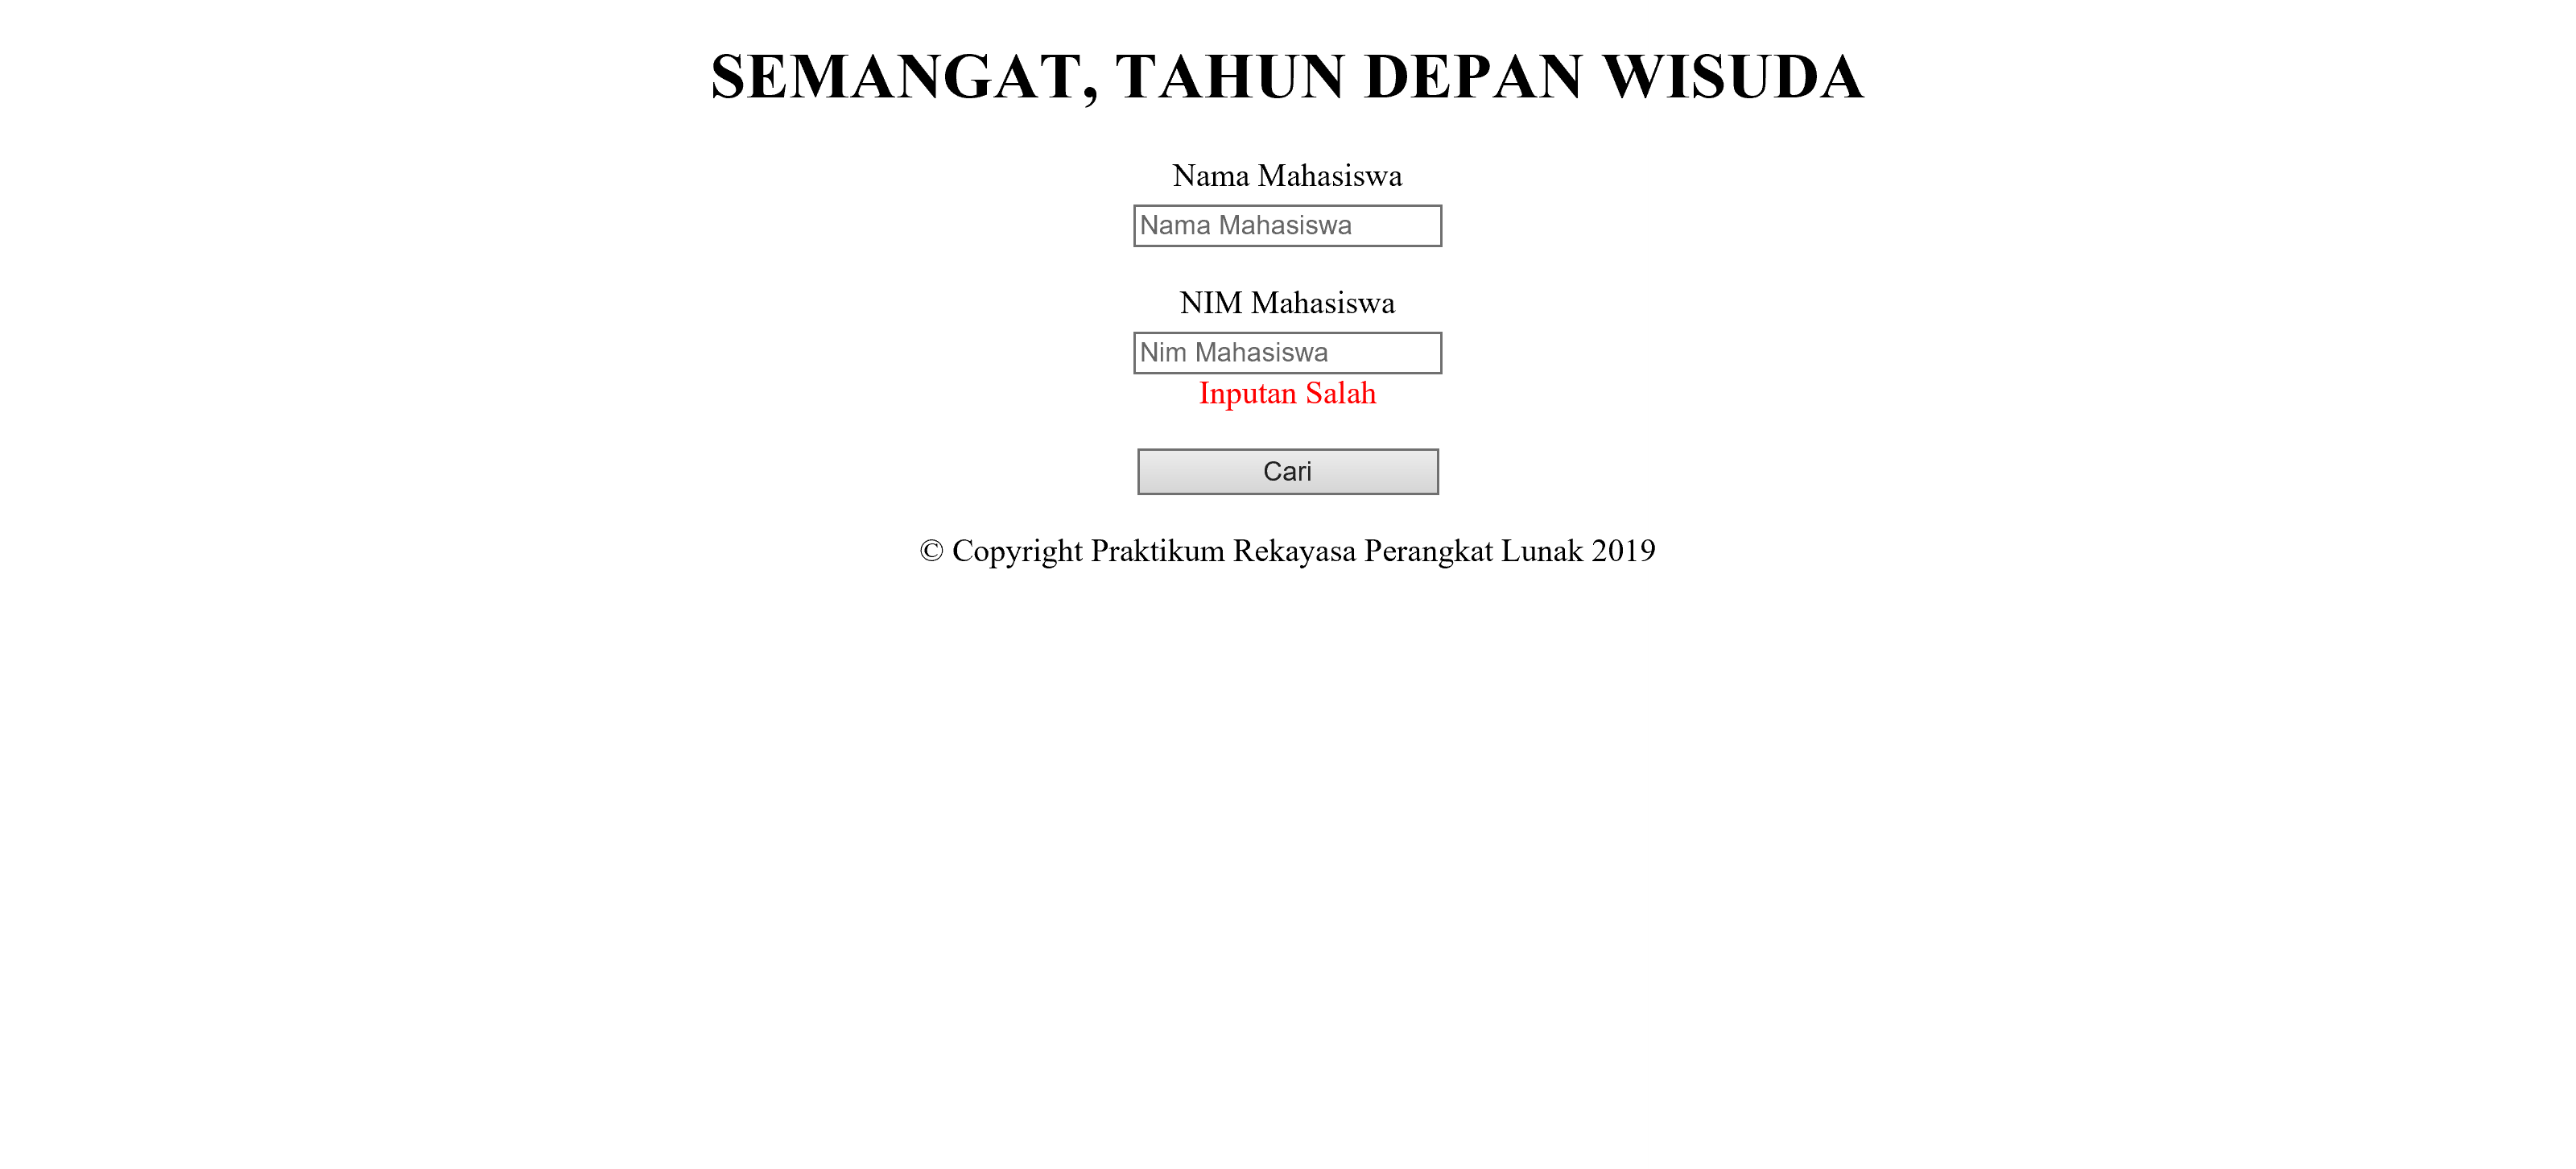 SEMANGAT, TAHUN DEPAN WISUDA
Nama Mahasiswa
Nama Mahasiswa
NIM Mahasiswa
Nim Mahasiswa
Inputan Salah
Cari
© Copyright Praktikum Rekayasa Perangkat Lunak 2019